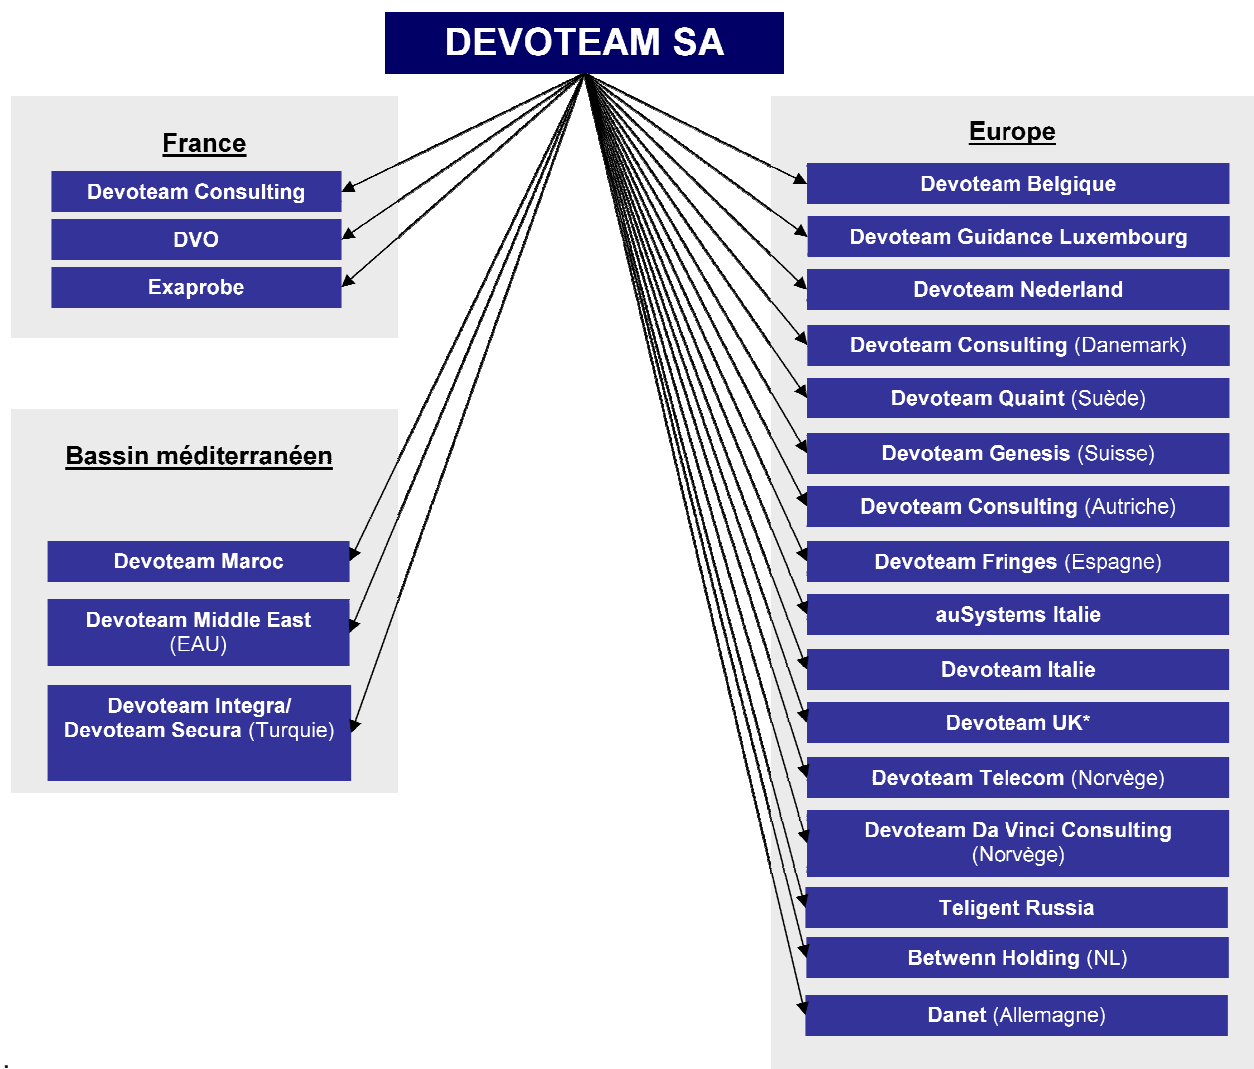 DEVOTEAM SA
France
Devoteam Consulting
DVO
Exaprobe
Bassin méditerranéen
Devoteam Maroc
Devoteam Middle East
(EAU)
Devoteam Integra/
Devoteam Secura (Turquie)
Europe
Devoteam Belgique
Devoteam Guidance Luxembourg
Devoteam Nederland
Devoteam Consulting (Danemark)
Devoteam Quaint (Suède)
Devoteam Genesis (Suisse)
Devoteam Consulting (Autriche)
Devoteam Fringes (Espagne)
auSystems Italie
Devoteam Italie
Devoteam UK*
Devoteam Telecom (Norvège)
Devoteam Da Vinci Consulting
(Norvège)
Teligent Russia
Betwenn Holding (NL)
Danet (Allemagne)
.